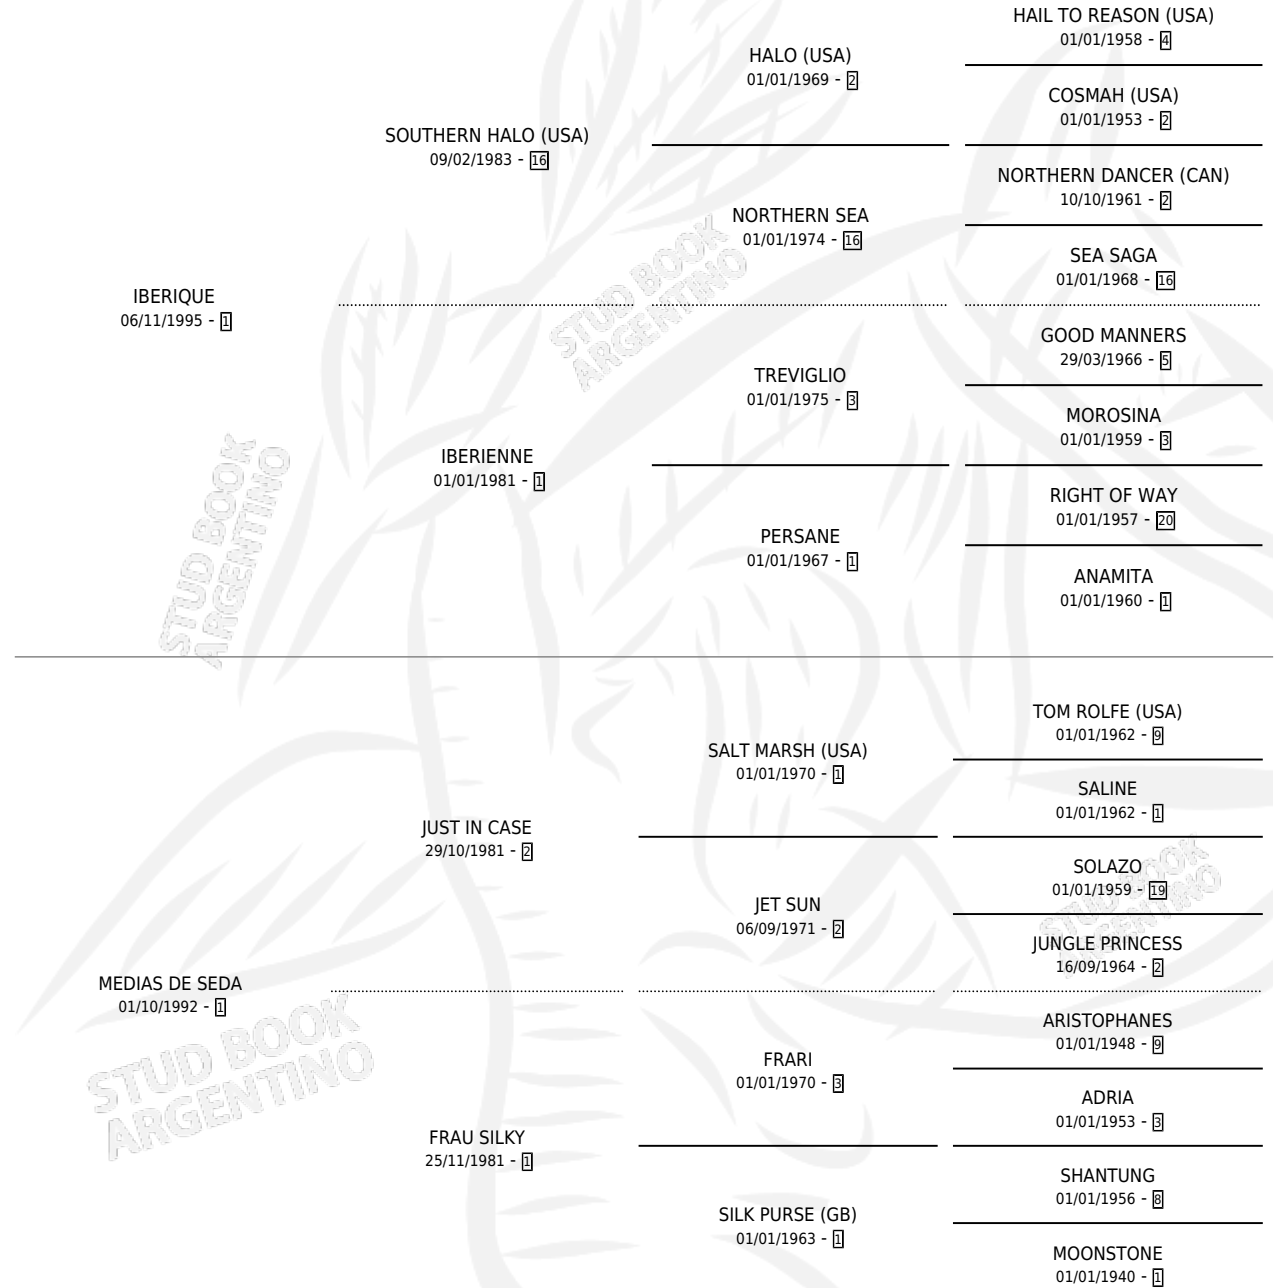 HAIL TO REASON (USA)
01/01/1958 - 4
HALO (USA)
01/01/1969 - 2
COSMAH (USA)
01/01/1953 - 2
SOUTHERN HALO (USA)
09/02/1983 - 16
NORTHERN DANCER (CAN)
10/10/1961 - 2
NORTHERN SEA
01/01/1974 - 16
SEA SAGA
01/01/1968 - 16
IBERIQUE
06/11/1995 - 1
GOOD MANNERS
29/03/1966 - 5
TREVIGLIO
01/01/1975 - 3
MOROSINA
01/01/1959 - 3
IBERIENNE
01/01/1981 - 1
RIGHT OF WAY
01/01/1957 - 20
PERSANE
01/01/1967 - 1
ANAMITA
01/01/1960 - 1
STUD BOOK
ARGENTINO
STUD BOOK
ARGENTINO
TOM ROLFE (USA)
01/01/1962 - 9
SALT MARSH (USA)
01/01/1970 - 1
SALINE
01/01/1962 - 1
JUST IN CASE
29/10/1981 - 2
SOLAZO
01/01/1959 - 19
JET SUN
06/09/1971 - 2
JUNGLE PRINCESS
16/09/1964 - 2
MEDIAS DE SEDA
01/10/1992 - 1
ARISTOPHANES
01/01/1948 - 9
FRARI
01/01/1970 - 3
ADRIA
01/01/1953 - 3
FRAU SILKY
25/11/1981 - 1
SHANTUNG
01/01/1956 - 8
SILK PURSE (GB)
01/01/1963 - 1
MOONSTONE
01/01/1940 - 1
STUD BOOK
ARGENTINO
STUD BOOK
ARGENTINO